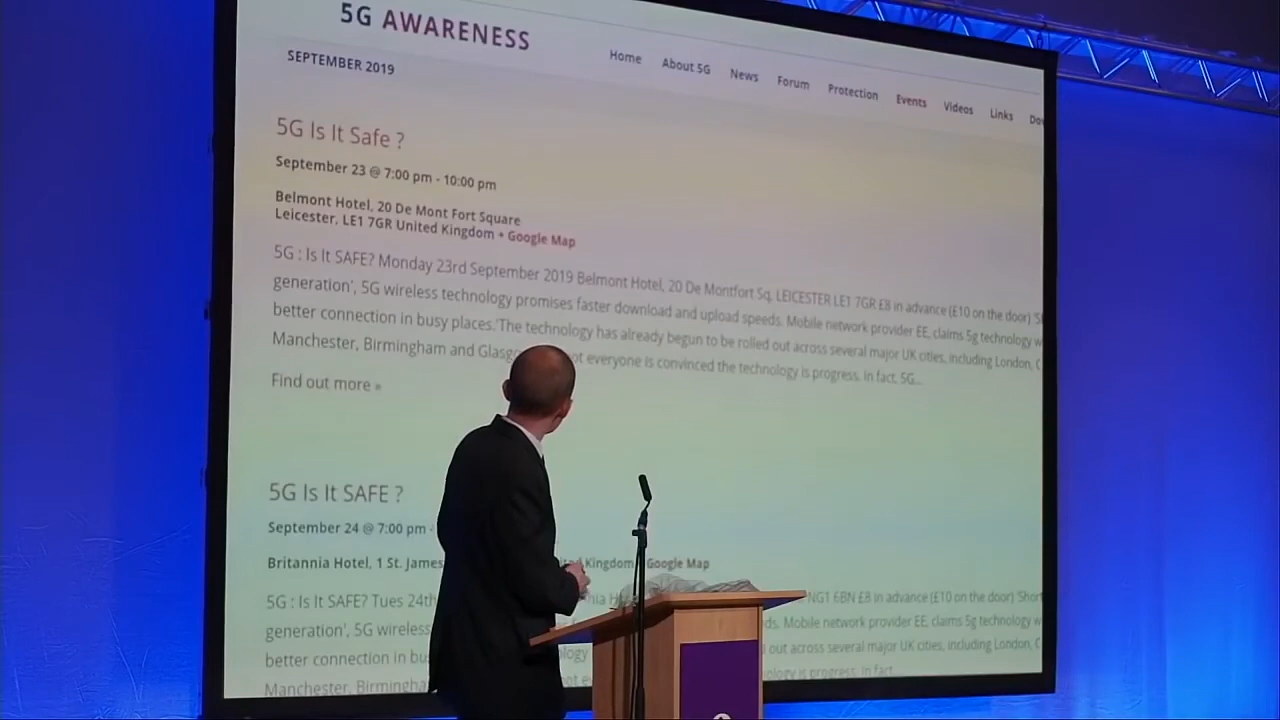 5G AWARENESS
Home About 5G News Forum Protection Events Videos Links
SEPTEMBER 2019
5G Is It Safe ?
September 23 @ 7:00 pm - 10:00 pm
Belmont Hotel, 20 De Mont Fort Square
Leicester, LE1 7GR United Kingdom + Google Map
5G : Is It SAFE? Monday 23rd September 2019 Belmont Hotel, 20 De Montfort Sq, LEICESTER LE1 7GR £8 in advance (£10 on the door)
generation', 5G wireless technology promises faster download and upload speeds. Mobile network provider EE, claims 5g technology
better connection in busy places.'The technology has already begun to be rolled out across several major UK cities, including London,
Manchester, Birmingham and everyone is convinced the technology is progress. In fact, 5G...
Find out more »
5G Is It SAFE ?
September 24 @ 7:00 pm
Britannia Hotel, 1 St. James Kingdom Google Map
5G : Is It SAFE? Tues 24th NG1 6BN £8 in advance (£10 on the door)
generation', 5G wireless Mobile network provider EE, claims 5g technology
better connection in out across several major UK cities, including London,
Manchester, is progress. In fact